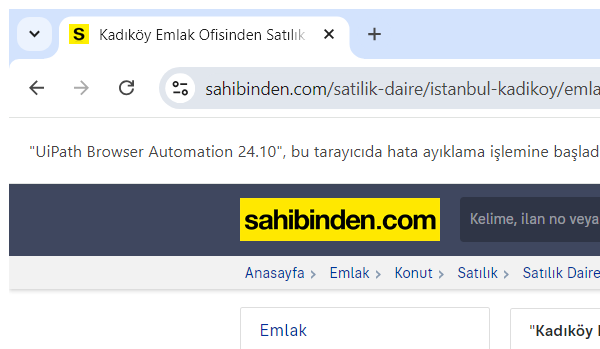 S Kadıköy Emlak Ofisinden Satılık
sahibinden.com/satilik-daire/istanbul-kadikoy/emla
"UiPath Browser Automation 24.10", bu tarayıcıda hata ayıklama işlemine başlad
sahibinden.com Kelime, ilan no veya
Anasayfa > Emlak > Konut > Satılık > Satılık Daire
Emlak "Kadıköy